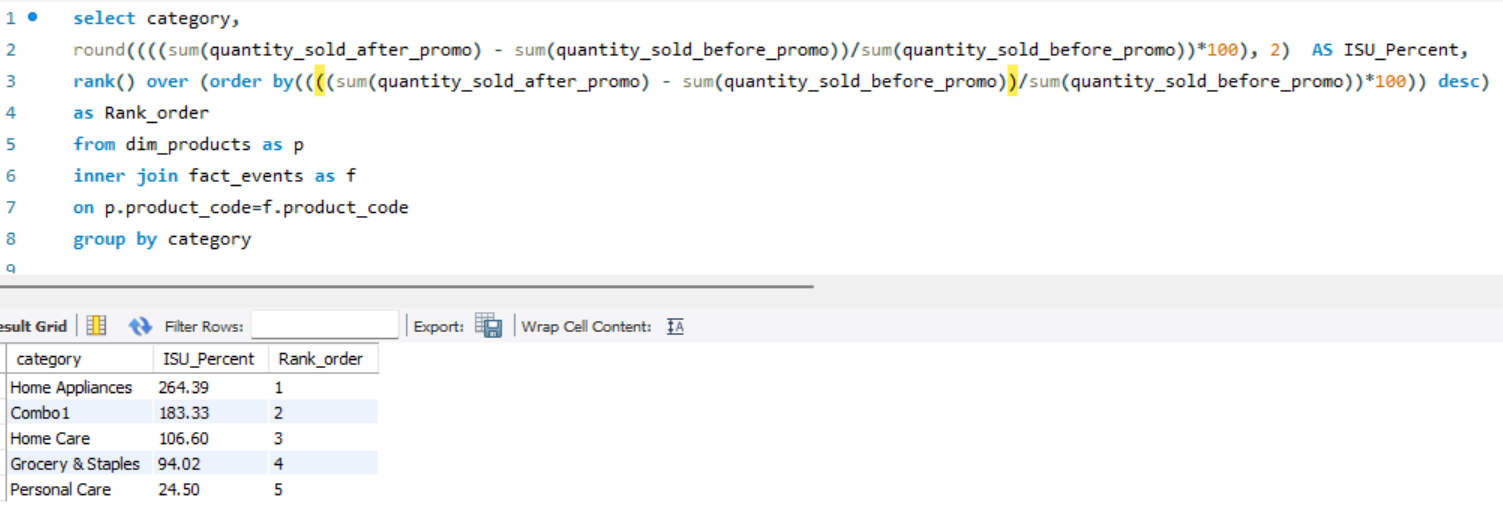 1 select category,
2 round((((sum(quantity_sold_after_promo) - sum(quantity_sold_before_promo))/sum(quantity_sold_before_promo))*100), 2)  AS ISU_Percent,
3 rank() over (order by((((sum(quantity_sold_after_promo) - sum(quantity_sold_before_promo))/sum(quantity_sold_before_promo))*100)) desc)
4 as Rank_order
5 from dim_products as p
6 inner join fact_events as f
7 on p.product_code=f.product_code
8 group by category
9
esult Grid Filter Rows: Export: Wrap Cell Content: IA
category ISU_Percent Rank_order
Home Appliances 264.39 1
Combo1 183.33 2
Home Care 106.60 3
Grocery & Staples 94.02 4
Personal Care 24.50 5